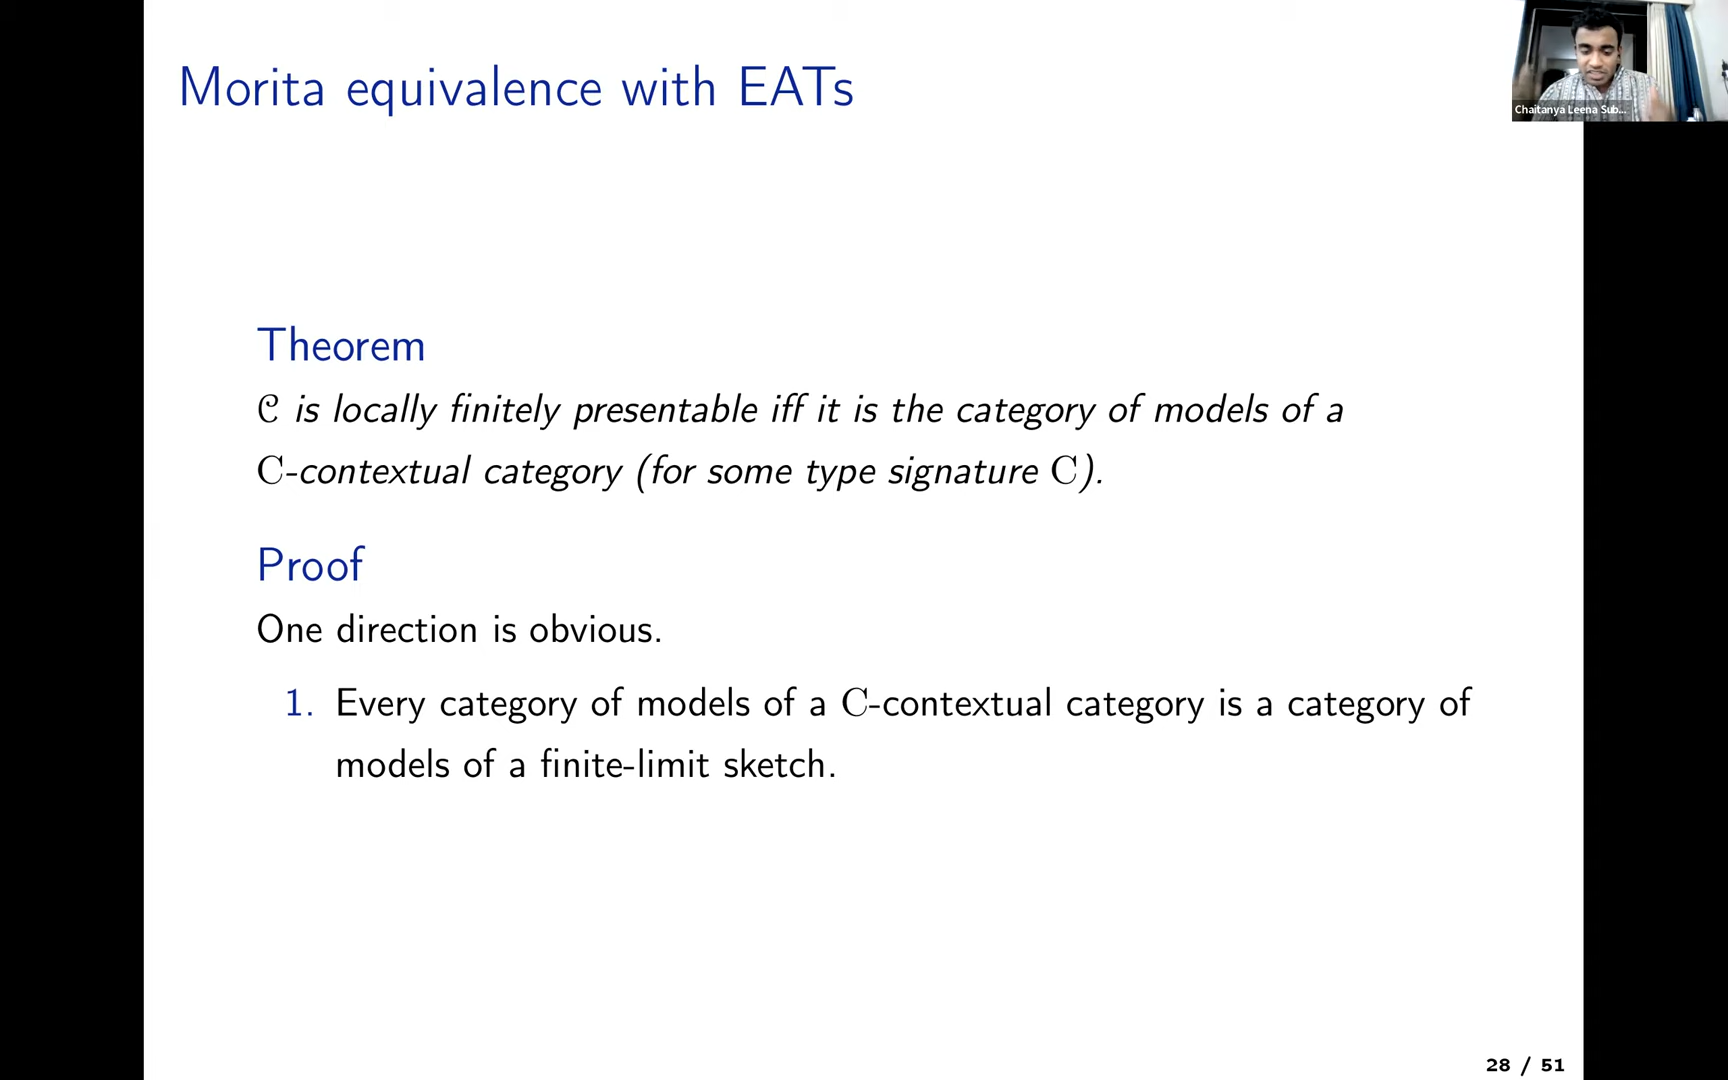 Morita equivalence with EATs
Chaitanya Leena Sub...
Theorem
𝒞 is locally finitely presentable iff it is the category of models of a
C-contextual category (for some type signature C).
Proof
One direction is obvious.
1. Every category of models of a C-contextual category is a category of
models of a finite-limit sketch.
28 / 51